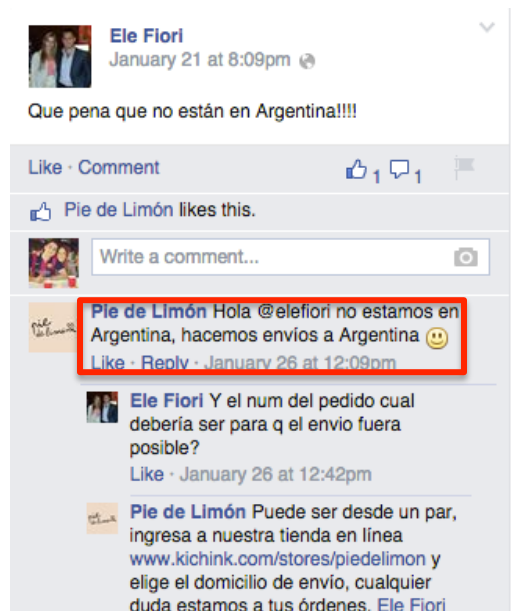 Ele Fiori
January 21 at 8:09pm
Que pena que no están en Argentina!!!!
Like · Comment
1 1
Pie de Limón likes this.
Write a comment...
Pie de Limón Hola @elefiori no estamos en
Argentina, hacemos envíos a Argentina
Like · Reply · January 26 at 12:09pm
Ele Fiori Y el num del pedido cual
debería ser para q el envio fuera
posible?
Like · January 26 at 12:42pm
Pie de Limón Puede ser desde un par,
ingresa a nuestra tienda en línea
www.kichink.com/stores/piedelimon y
elige el domicilio de envío, cualquier
duda estamos a tus órdenes. Ele Fiori